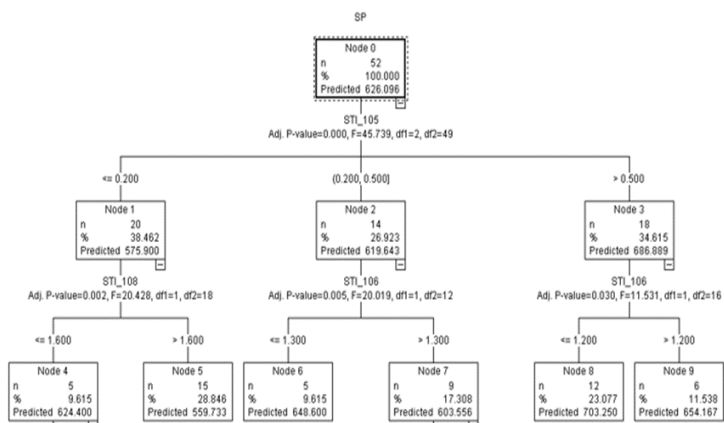 SP
Node 0
n 52
% 100.000
Predicted 626.096
STI_105
Adj. P-value=0.000, F=45.739, df1=2, df2=49
<= 0.200
(0.200, 0.500]
> 0.500
Node 1
n 20
% 38.462
Predicted 575.900
Node 2
n 14
% 26.923
Predicted 619.643
Node 3
n 18
% 34.615
Predicted 686.889
STI_108
Adj. P-value=0.002, F=20.428, df1=1, df2=18
STI_106
Adj. P-value=0.005, F=20.019, df1=1, df2=12
STI_106
Adj. P-value=0.030, F=11.531, df1=1, df2=16
<= 1.600
> 1.600
<= 1.300
> 1.300
<= 1.200
> 1.200
Node 4
n 5
% 9.615
Predicted 624.400
Node 5
n 15
% 28.846
Predicted 559.733
Node 6
n 5
% 9.615
Predicted 648.600
Node 7
n 9
% 17.308
Predicted 603.556
Node 8
n 12
% 23.077
Predicted 703.250
Node 9
n 6
% 11.538
Predicted 654.167